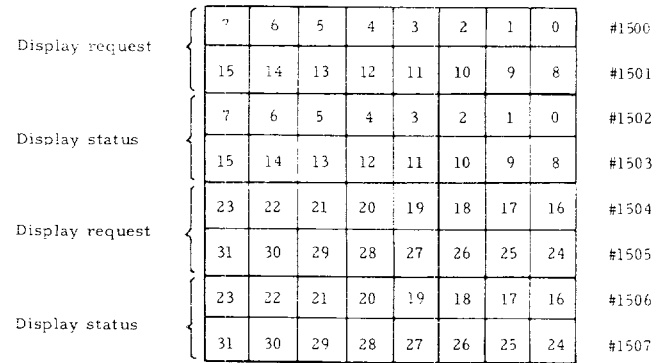 7 6 5 4 3 2 1 0 #1500
Display request
15 14 13 12 11 10 9 8 #1501
7 6 5 4 3 2 1 0 #1502
Display status
15 14 13 12 11 10 9 8 #1503
23 22 21 20 19 18 17 16 #1504
Display request
31 30 29 28 27 26 25 24 #1505
23 22 21 20 19 18 17 16 #1506
Display status
31 30 29 28 27 26 25 24 #1507